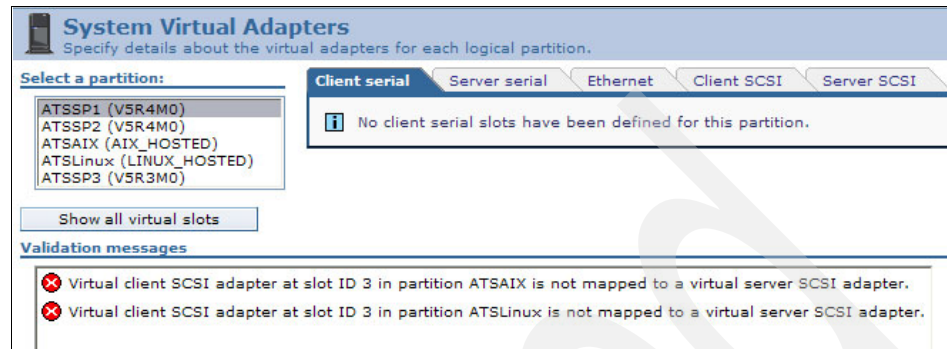 System Virtual Adapters
Specify details about the virtual adapters for each logical partition.
Select a partition:
ATSSP1 (V5R4M0)
ATSSP2 (V5R4M0)
ATSAIX (AIX_HOSTED)
ATSLinux (LINUX_HOSTED)
ATSSP3 (V5R3M0)
Show all virtual slots
Client serial
Server serial
Ethernet
Client SCSI
Server SCSI
i No client serial slots have been defined for this partition.
Validation messages
Virtual client SCSI adapter at slot ID 3 in partition ATSAIX is not mapped to a virtual server SCSI adapter.
Virtual client SCSI adapter at slot ID 3 in partition ATSLinux is not mapped to a virtual server SCSI adapter.